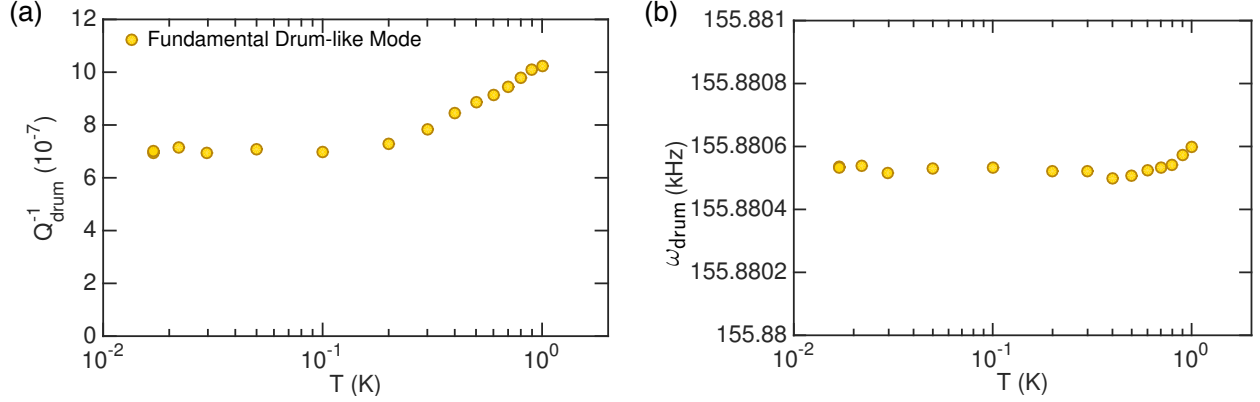 (a)
12
10
8
6
4
2
0
Q⁻¹drum (10⁻⁷)
Fundamental Drum-like Mode
10⁻² 10⁻¹ 10⁰
T (K)
(b)
155.881
155.8808
155.8806
155.8804
155.8802
155.88
ωdrum (kHz)
10⁻² 10⁻¹ 10⁰
T (K)